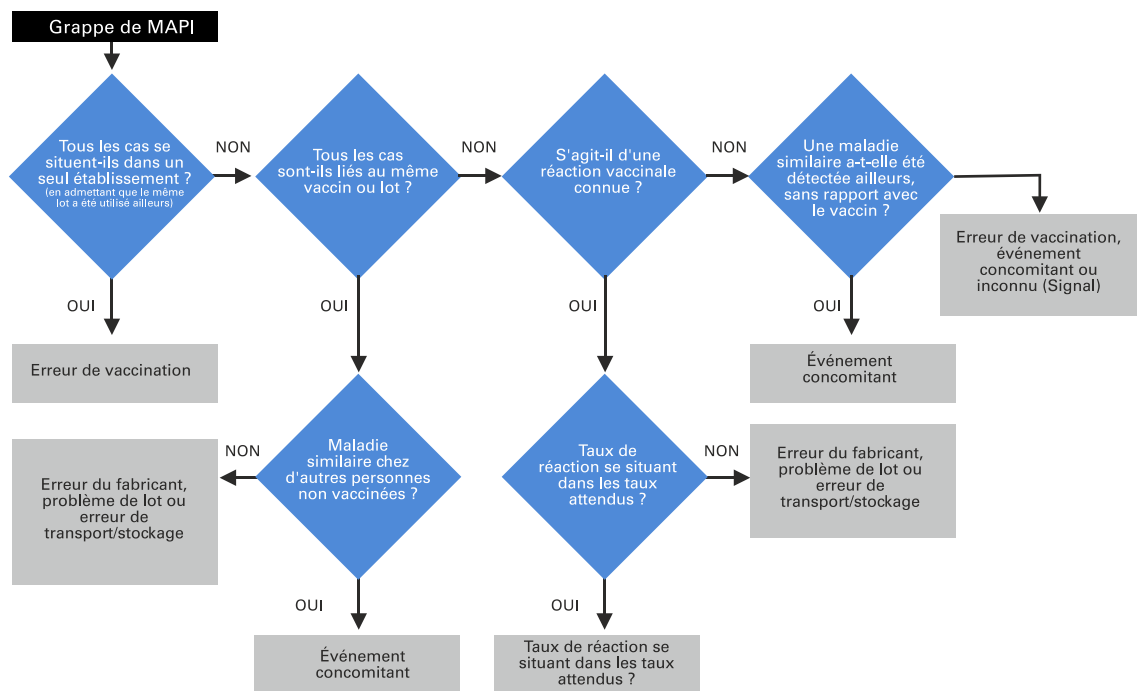 Grappe de MAPI
Tous les cas se
situent-ils dans un
seul établissement ?
(en admettant que le même
lot a été utilisé ailleurs)
NON
Tous les cas
sont-ils liés au même
vaccin ou lot ?
NON
S'agit-il d'une
réaction vaccinale
connue ?
NON
Une maladie
similaire a-t-elle été
détectée ailleurs,
sans rapport avec
le vaccin ?
Erreur de vaccination,
événement
concomitant ou
inconnu (Signal)
OUI
OUI
OUI
OUI
Erreur de vaccination
Événement
concomitant
NON
Maladie
similaire chez
d'autres personnes
non vaccinées ?
Taux de
réaction se situant
dans les taux
attendus ?
NON
Erreur du fabricant,
problème de lot ou
erreur de
transport/stockage
Erreur du fabricant,
problème de lot ou
erreur de
transport/stockage
OUI
OUI
Événement
concomitant
Taux de réaction se
situant dans les taux
attendus ?